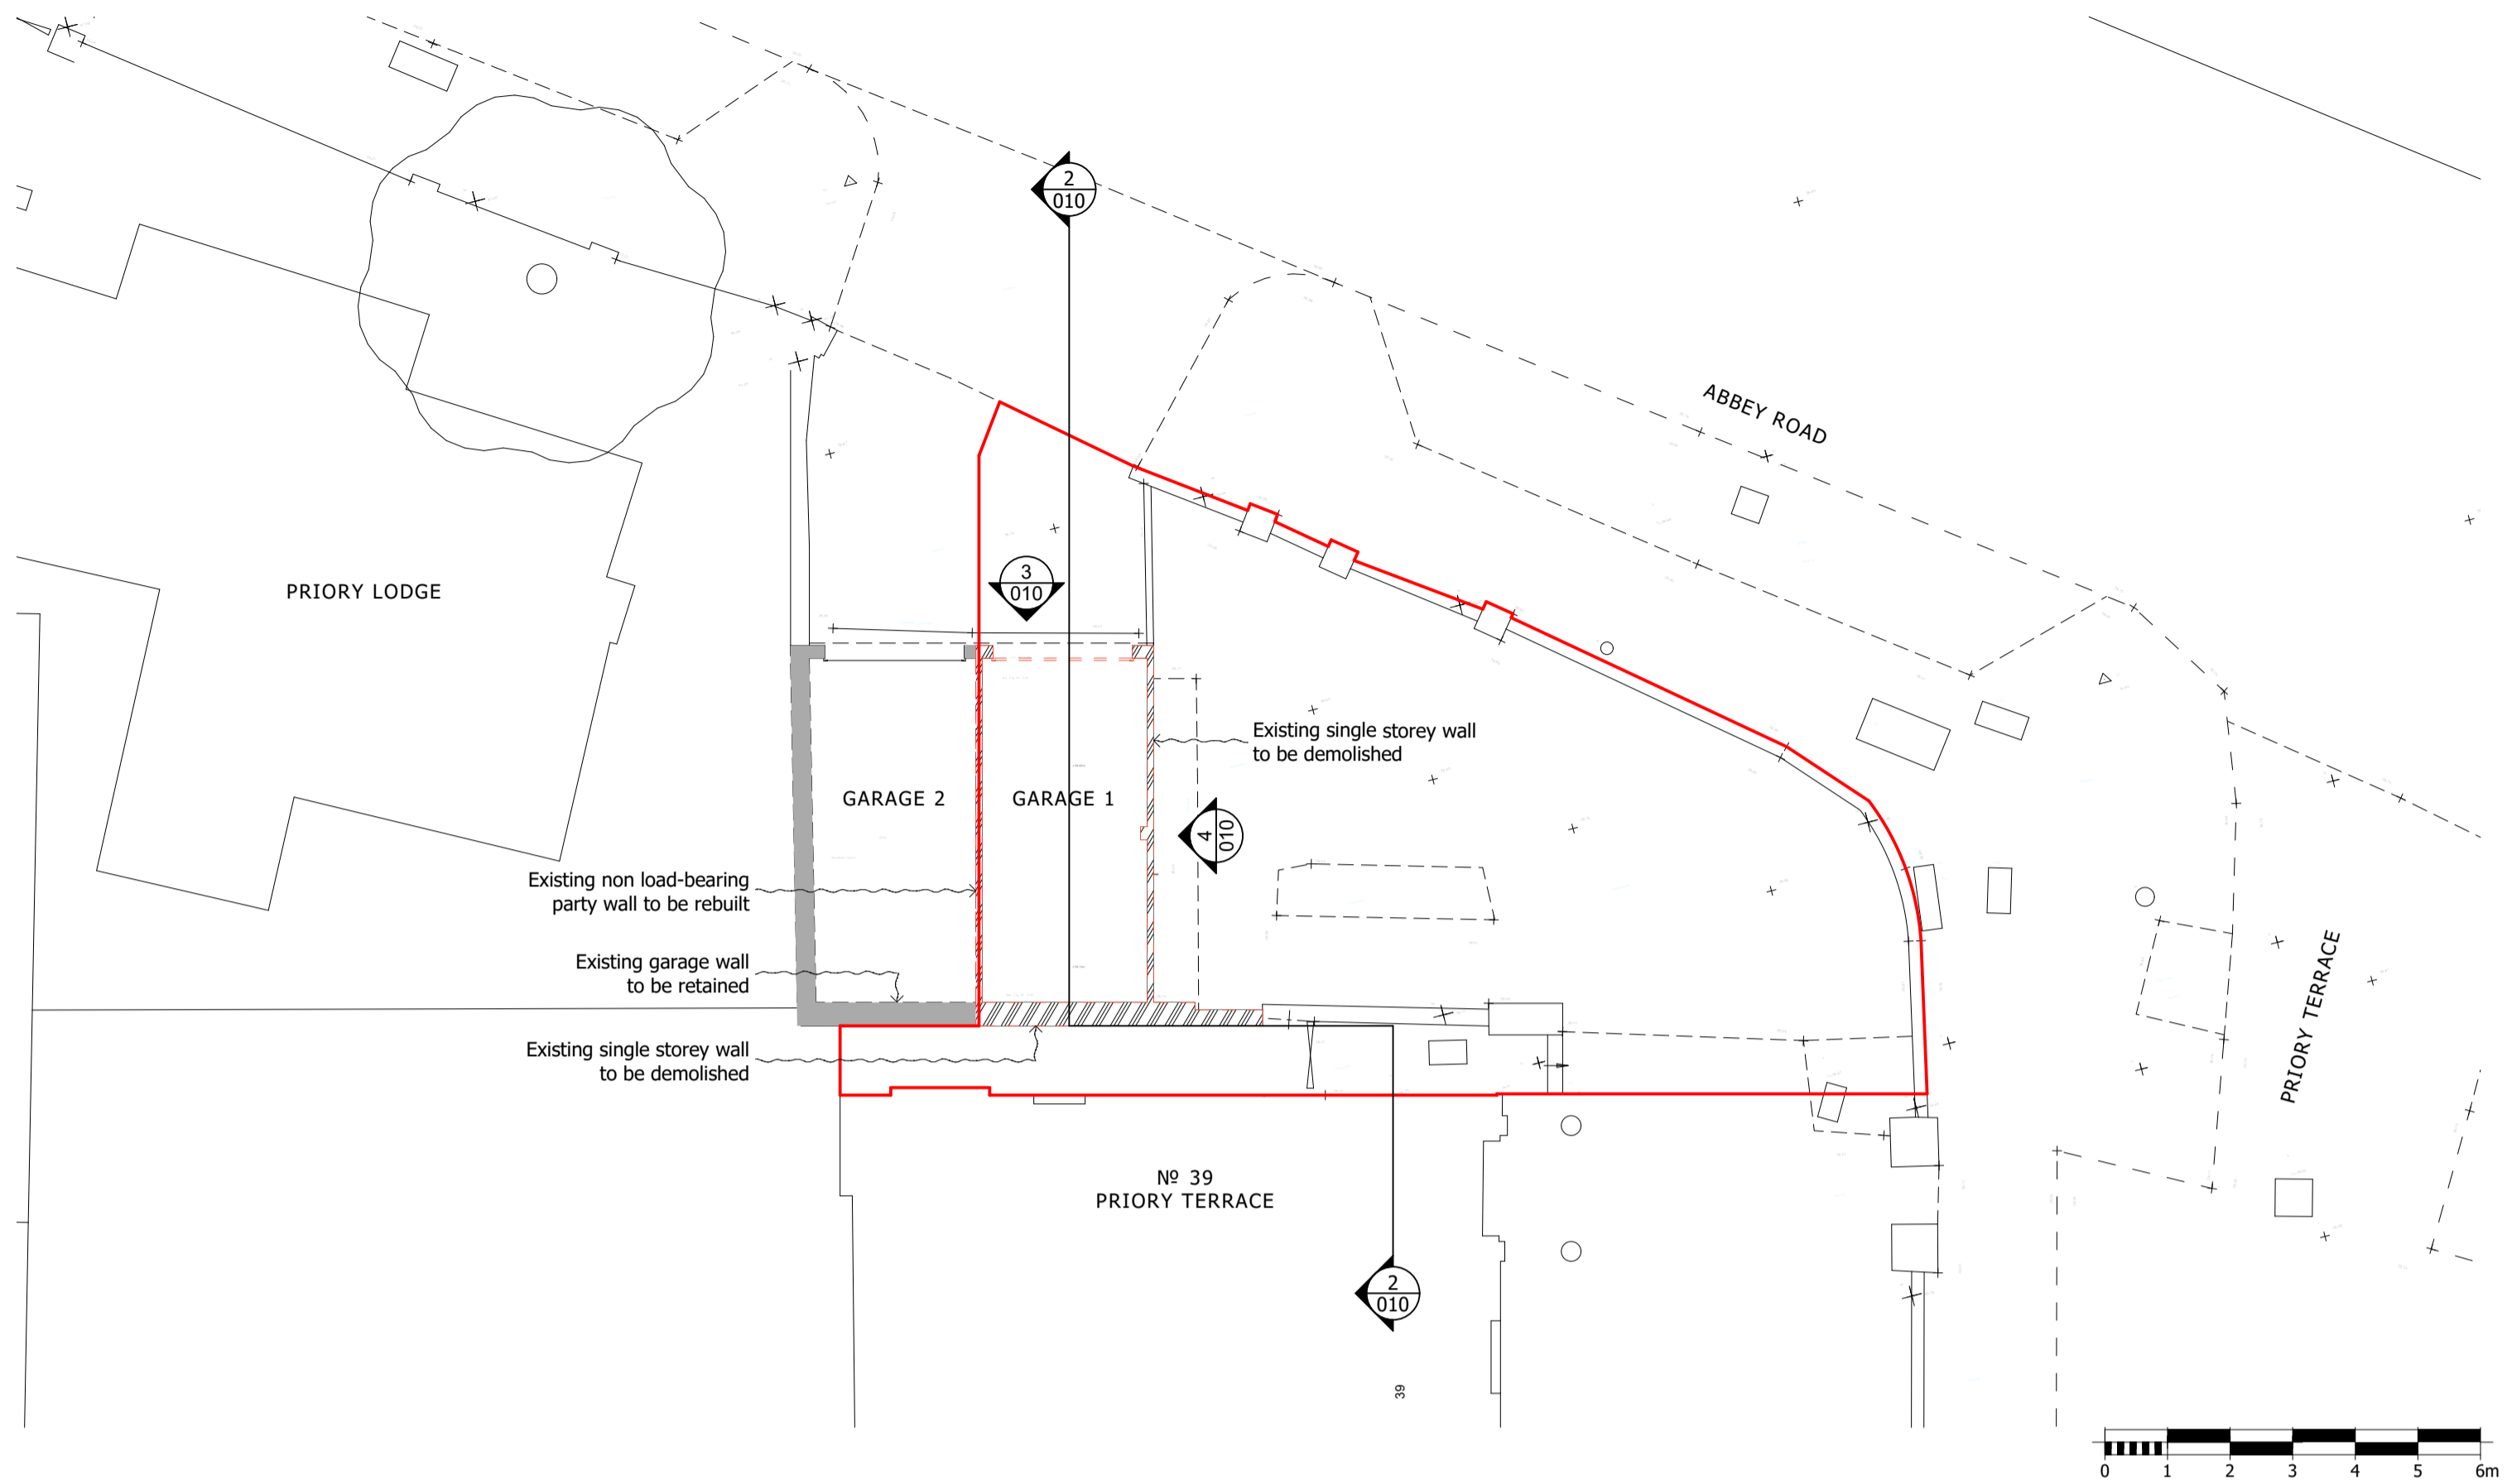 2
010
ABBEY ROAD
3
010
PRIORY LODGE
Existing single storey wall
to be demolished
GARAGE 2
GARAGE 1
4
010
Existing non load-bearing
party wall to be rebuilt
Existing garage wall
to be retained
PRIORY TERRACE
Existing single storey wall
to be demolished
Nº 39
PRIORY TERRACE
2
010
39
0 1 2 3 4 5 6m